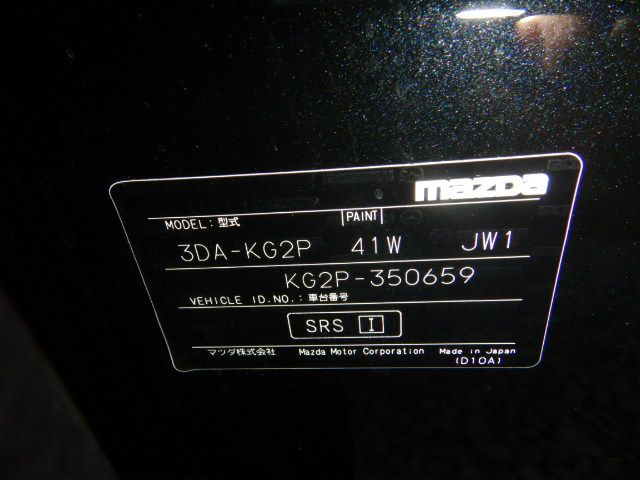 mazda
MODEL:型式 PAINT
3DA-KG2P 41W JW1
KG2P-350659
VEHICLE ID.NO.:車台番号
SRS I
マツダ株式会社 Mazda Motor Corporation Made in Japan
(D10A)